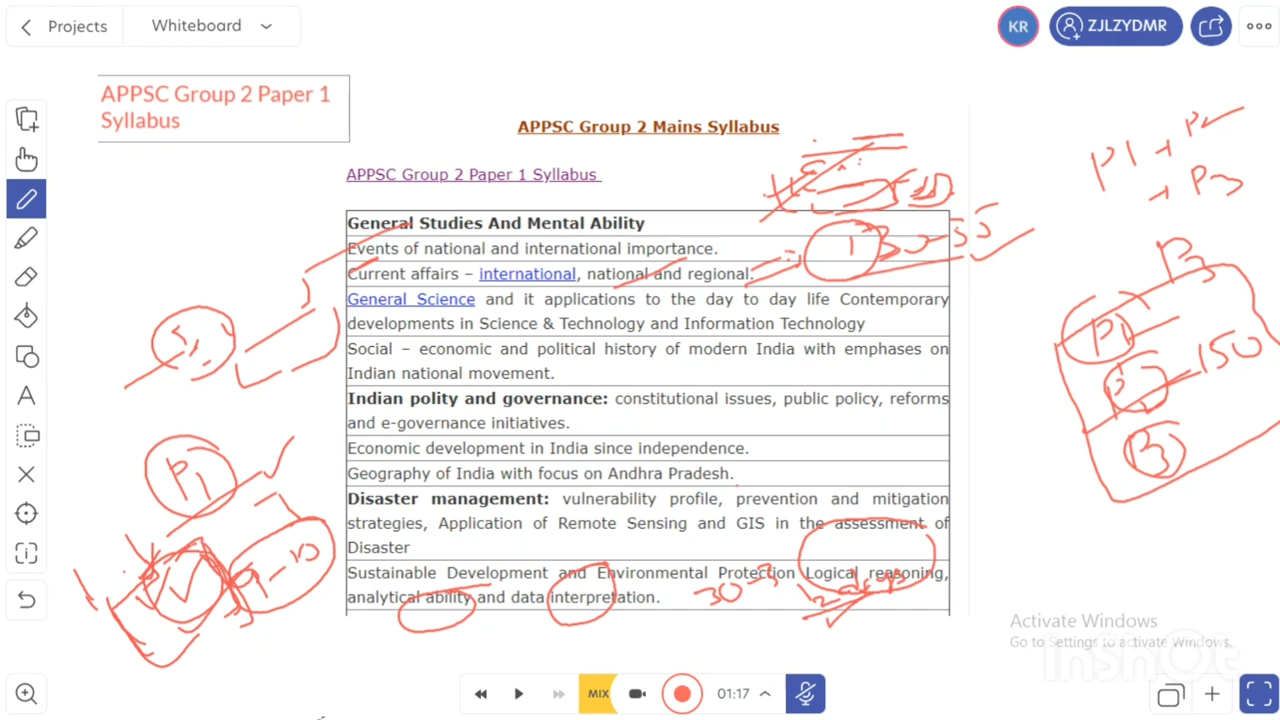 Projects
Whiteboard
KR
ZJLZYDMR
APPSC Group 2 Paper 1
Syllabus
APPSC Group 2 Mains Syllabus
P1 + P2
+ P3
APPSC Group 2 Paper 1 Syllabus
General Studies And Mental Ability
Events of national and international importance.
Current affairs – international, national and regional.
General Science and it applications to the day to day life Contemporary
developments in Science & Technology and Information Technology
Social – economic and political history of modern India with emphases on
Indian national movement.
Indian polity and governance: constitutional issues, public policy, reforms
and e-governance initiatives.
Economic development in India since independence.
Geography of India with focus on Andhra Pradesh.
Disaster management: vulnerability profile, prevention and mitigation
strategies, Application of Remote Sensing and GIS in the assessment of
Disaster
Sustainable Development and Environmental Protection Logical reasoning,
analytical ability and data interpretation.
P1
P1
150
Activate Windows
Go to Settings to activate Windows.
InShOt
MIX
01:17